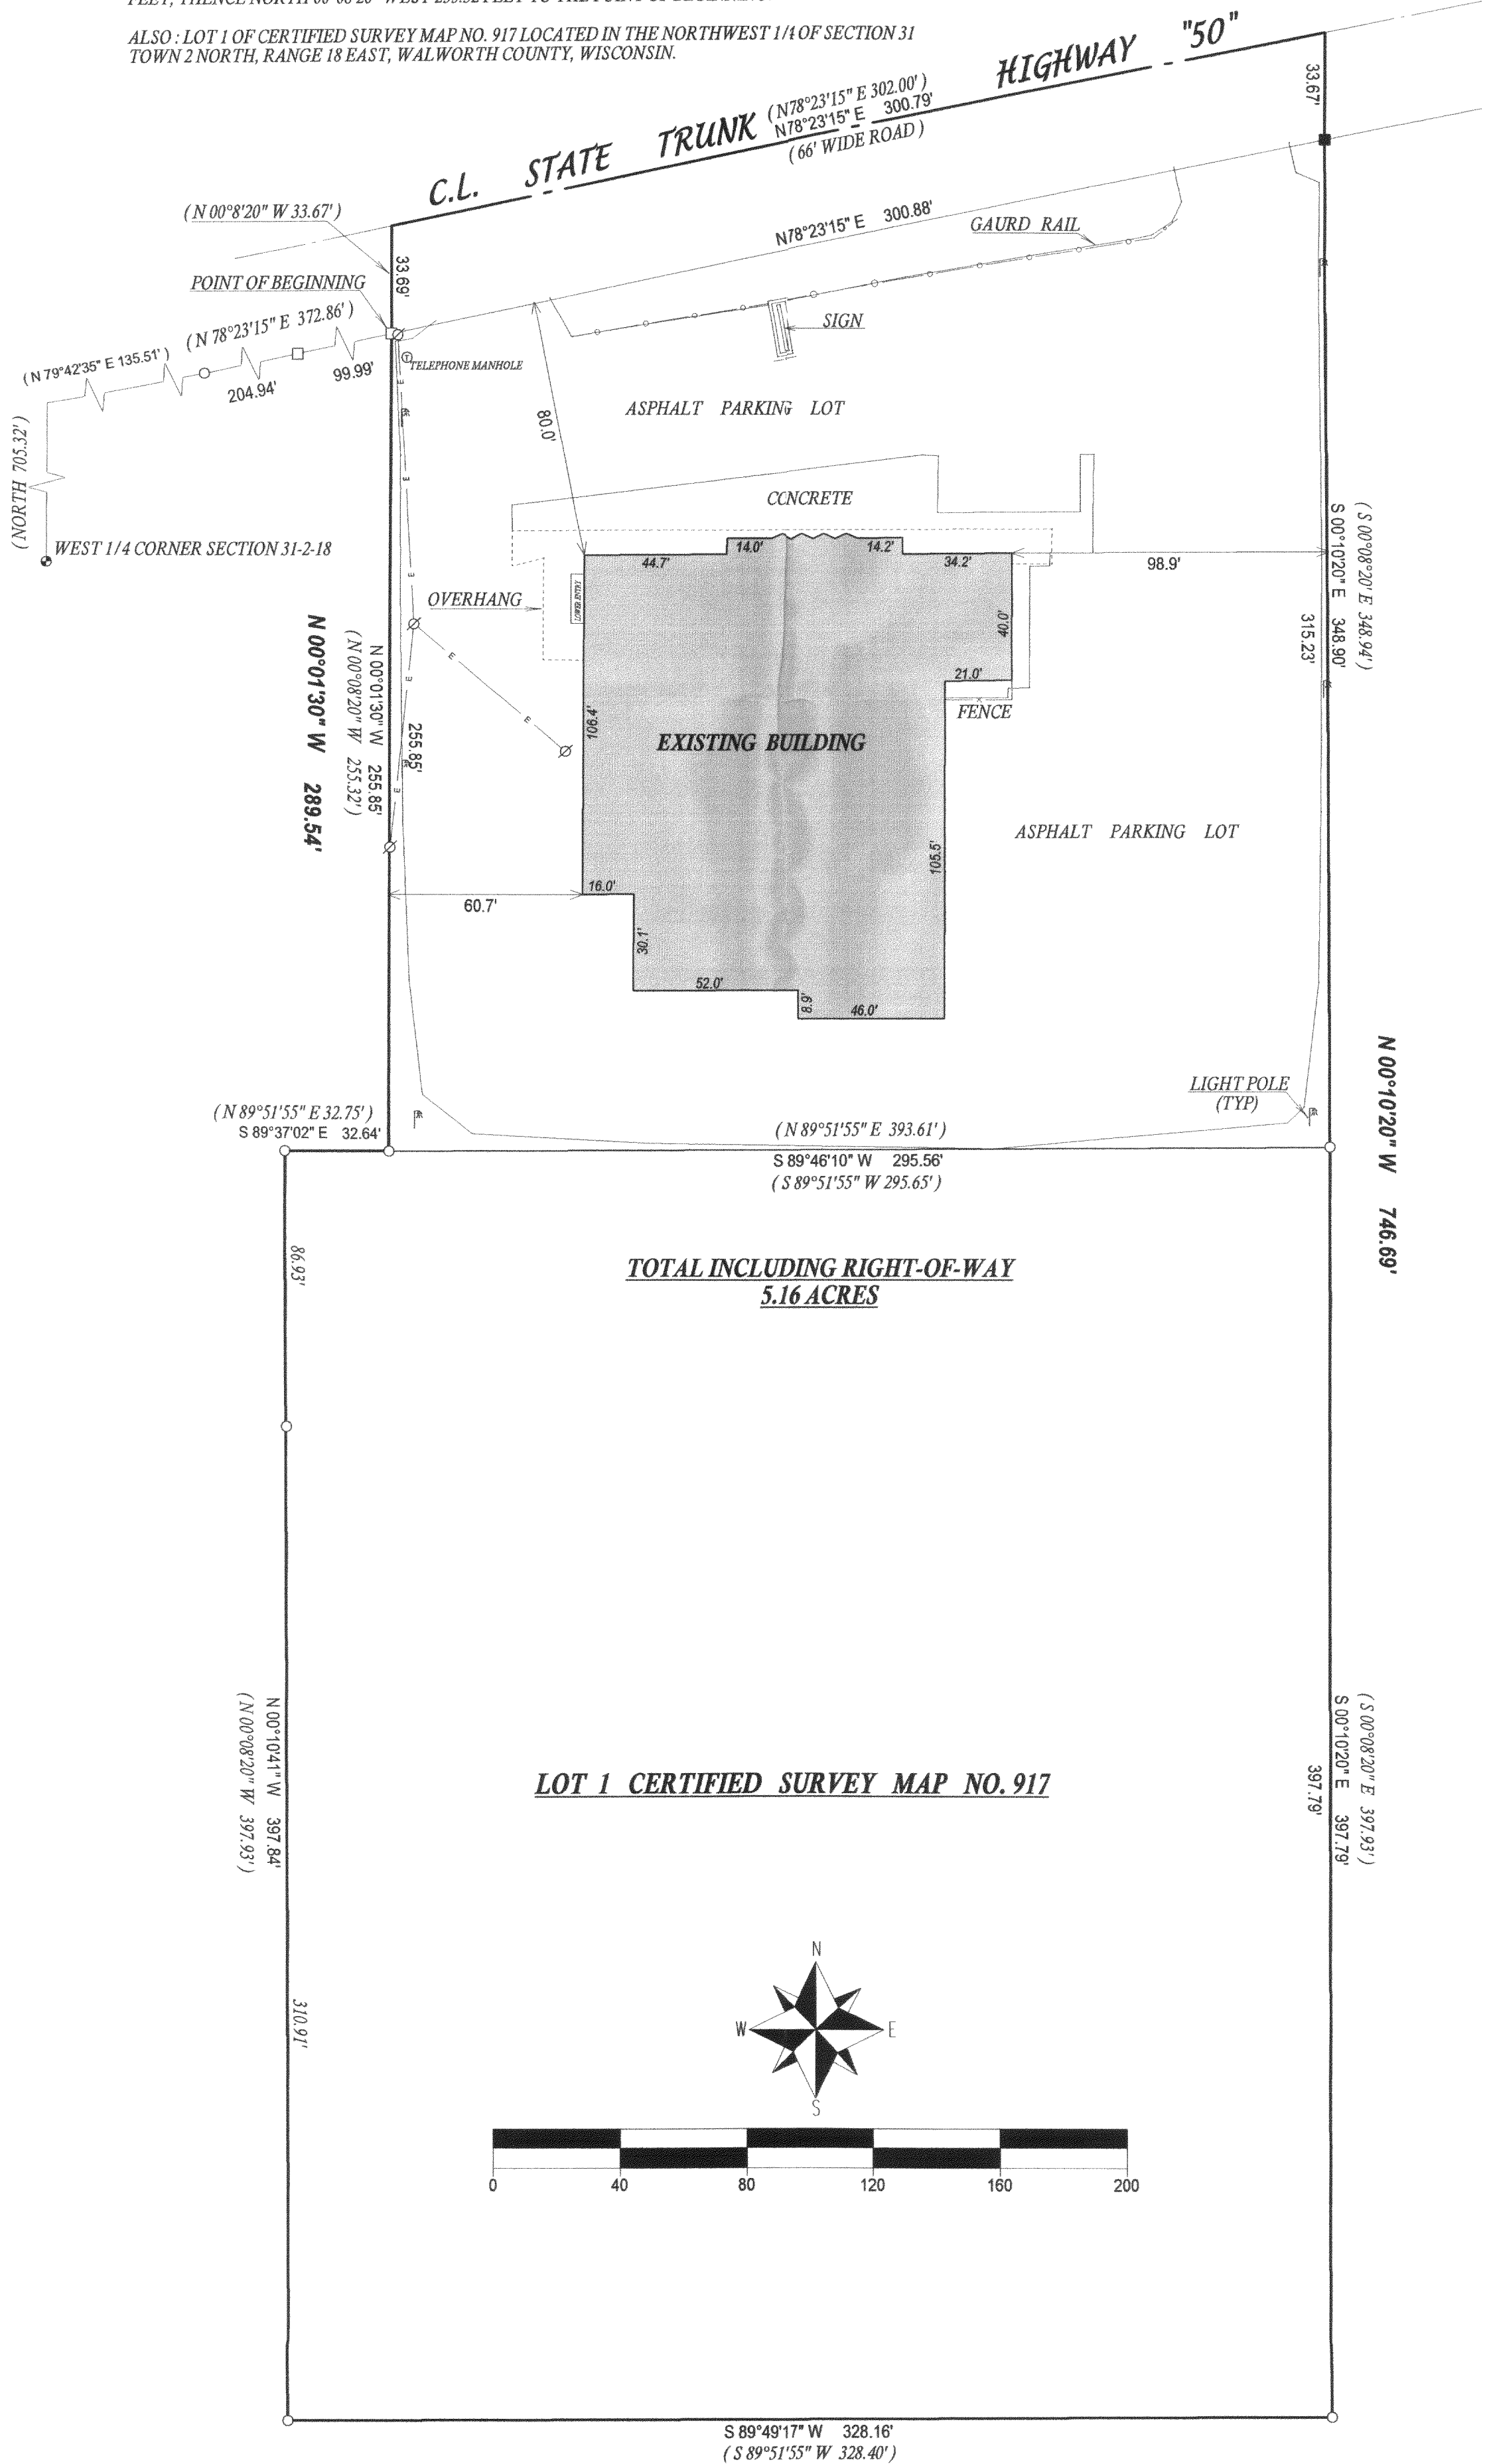 ALSO : LOT 1 OF CERTIFIED SURVEY MAP NO. 917 LOCATED IN THE NORTHWEST 1/4 OF SECTION 31
TOWN 2 NORTH, RANGE 18 EAST, WALWORTH COUNTY, WISCONSIN.
C.L. STATE TRUNK HIGHWAY "50"
(N78°23'15" E 302.00')
N78°23'15" E 300.79'
(66' WIDE ROAD)
33.67'
(N 00°8'20" W 33.67')
33.69'
POINT OF BEGINNING
N78°23'15" E 300.88'
GAURD RAIL
SIGN
(N 79°42'35" E 135.51')
(N 78°23'15" E 372.86')
204.94'
99.99'
TELEPHONE MANHOLE
(NORTH 705.32')
WEST 1/4 CORNER SECTION 31-2-18
80.0'
ASPHALT PARKING LOT
CONCRETE
44.7'
14.0'
14.2'
34.2'
98.9'
OVERHANG
40.0'
21.0'
FENCE
(S 00°08'20" E 348.94')
S 00°10'20" E 348.90'
315.23'
N 00°01'30" W 289.54'
N 00°01'30" W 255.85'
(N 00°08'20" W 255.32')
255.85'
106.4'
EXISTING BUILDING
ASPHALT PARKING LOT
105.5'
16.0'
60.7'
30.1'
52.0'
8.9'
46.0'
LIGHT POLE
(TYP)
N 00°10'20" W 746.69'
(N 89°51'55" E 32.75')
S 89°37'02" E 32.64'
(N 89°51'55" E 393.61')
S 89°46'10" W 295.56'
(S 89°51'55" W 295.65')
86.93'
TOTAL INCLUDING RIGHT-OF-WAY
5.16 ACRES
N 00°10'41" W 397.84'
(N 00°08'20" W 397.93')
LOT 1 CERTIFIED SURVEY MAP NO. 917
(S 00°08'20" E 397.93')
S 00°10'20" E 397.79'
397.79'
310.91'
N
W
E
S
0 40 80 120 160 200
S 89°49'17" W 328.16'
(S 89°51'55" W 328.40')